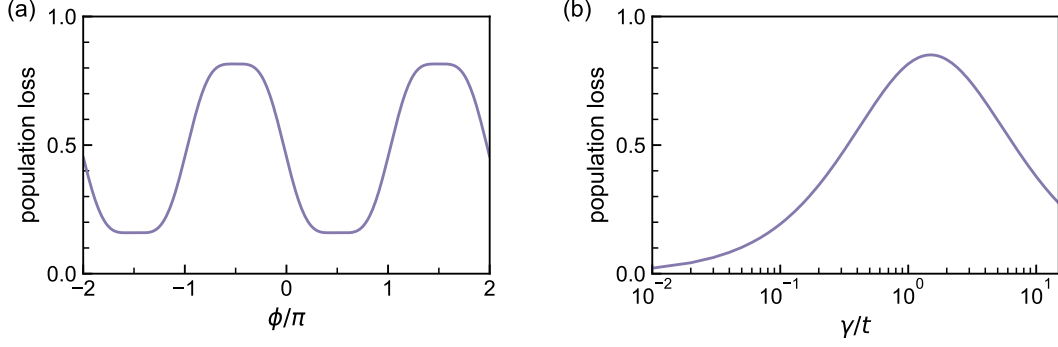 (a)
population loss
1.0
0.5
0.0
−2
−1
0
1
2
ϕ/π
(b)
population loss
1.0
0.5
0.0
10⁻²
10⁻¹
10⁰
10¹
γ/t